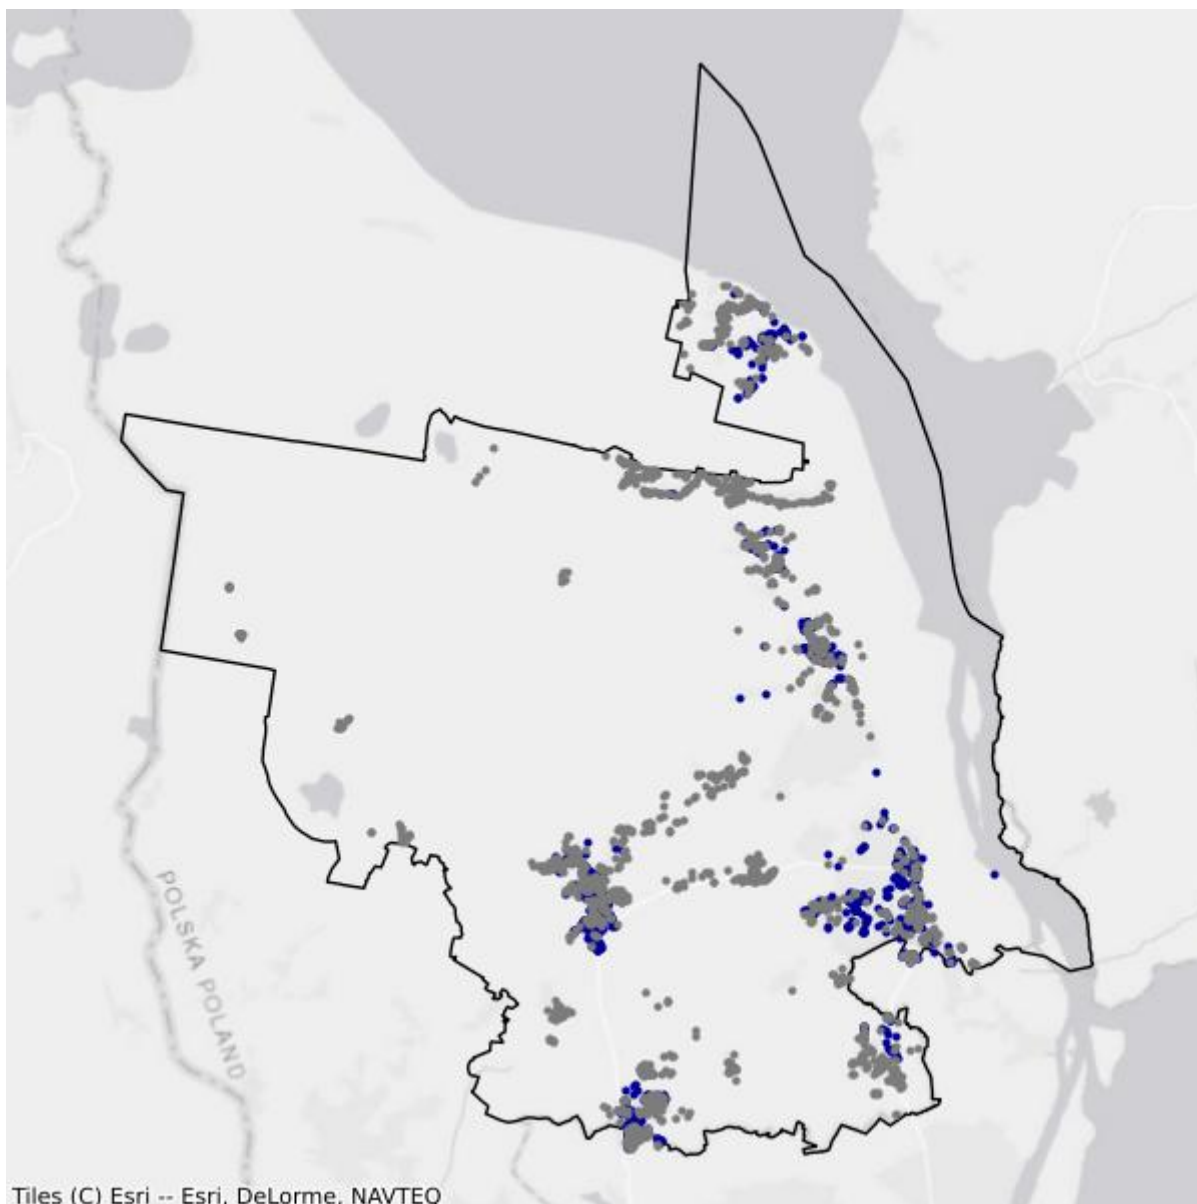 POLSKA POLAND
Tiles (C) Esri -- Esri, DeLorme, NAVTEQ